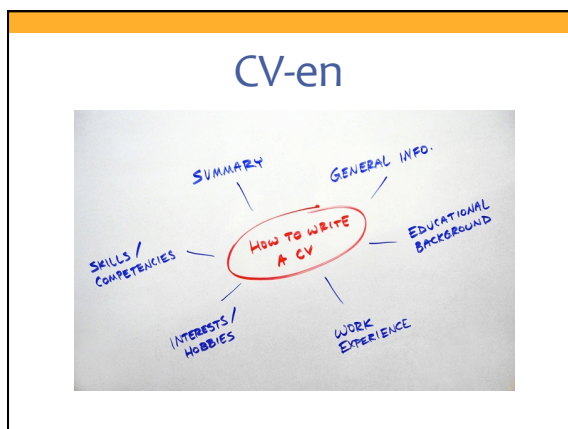 CV-en
SUMMARY
GENERAL INFO.
SKILLS /
COMPETENCIES
HOW TO WRITE
A CV
EDUCATIONAL
BACKGROUND
INTERESTS/
HOBBIES
WORK
EXPERIENCE